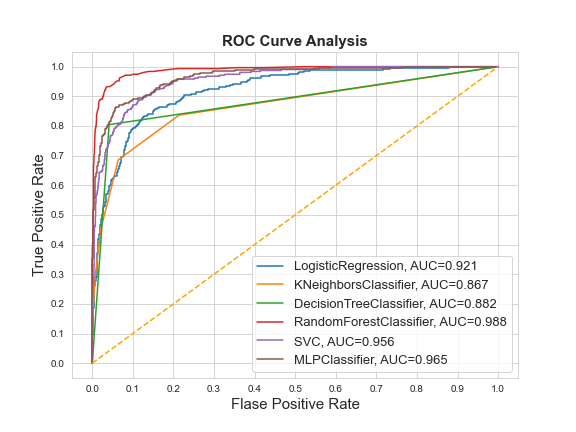 ROC Curve Analysis
1.0
0.9
0.8
0.7
0.6
0.5
0.4
0.3
0.2
0.1
0.0
True Positive Rate
LogisticRegression, AUC=0.921
KNeighborsClassifier, AUC=0.867
DecisionTreeClassifier, AUC=0.882
RandomForestClassifier, AUC=0.988
SVC, AUC=0.956
MLPClassifier, AUC=0.965
0.0 0.1 0.2 0.3 0.4 0.5 0.6 0.7 0.8 0.9 1.0
Flase Positive Rate